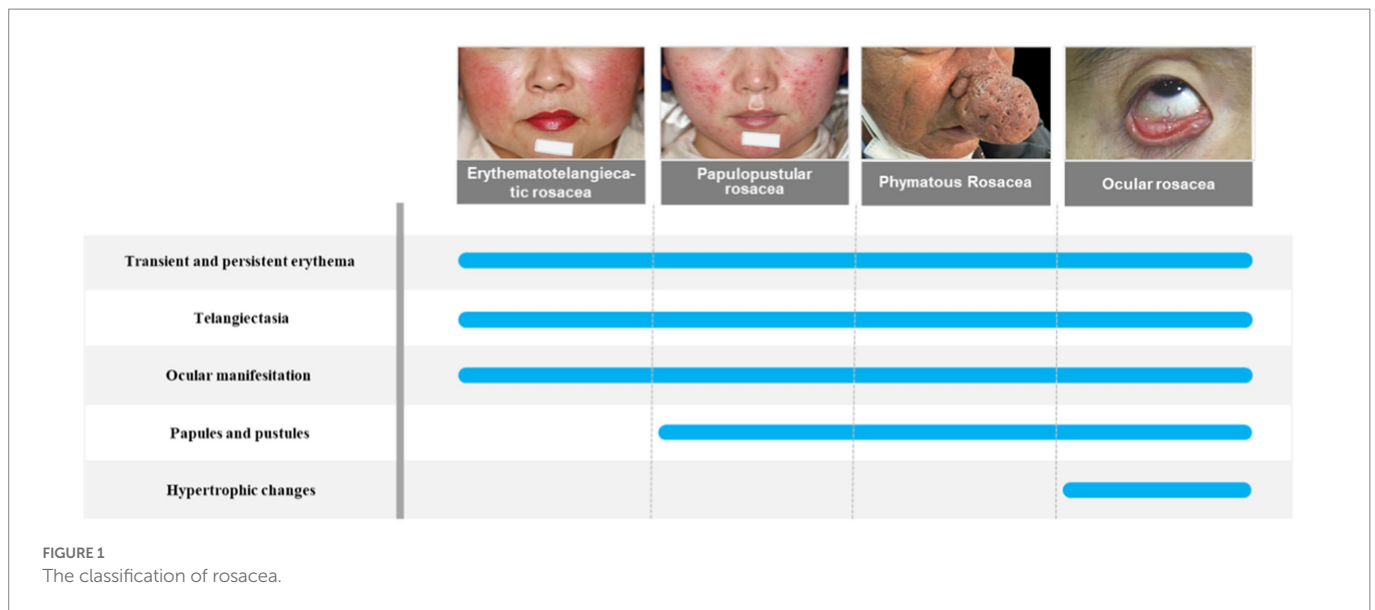 Erythematotelangieca-
tic rosacea
Papulopustular
rosacea
Phymatous Rosacea
Ocular rosacea
Transient and persistent erythema
Telangiectasia
Ocular manifesitation
Papules and pustules
Hypertrophic changes
FIGURE 1
The classification of rosacea.